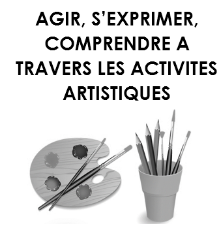 AGIR, S'EXPRIMER,
COMPRENDRE A
TRAVERS LES ACTIVITES
ARTISTIQUES